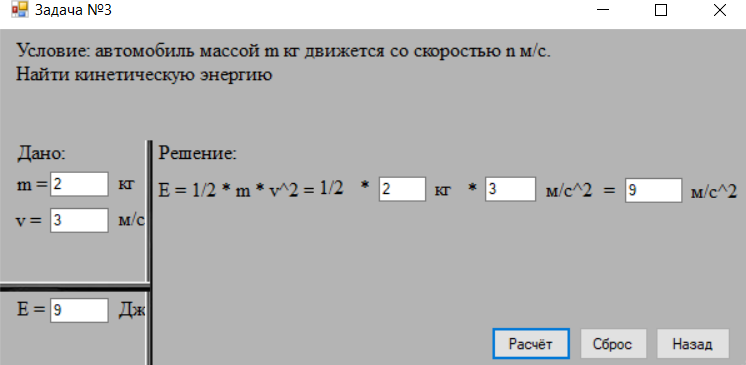 Задача №3
Условие: автомобиль массой m кг движется со скоростью n м/с.
Найти кинетическую энергию
Дано:
m = 2 кг
v = 3 м/с
E = 9 Дж
Решение:
E = 1/2 * m * v^2 = 1/2 * 2 кг * 3 м/с^2 = 9 м/с^2
Расчёт Сброс Назад